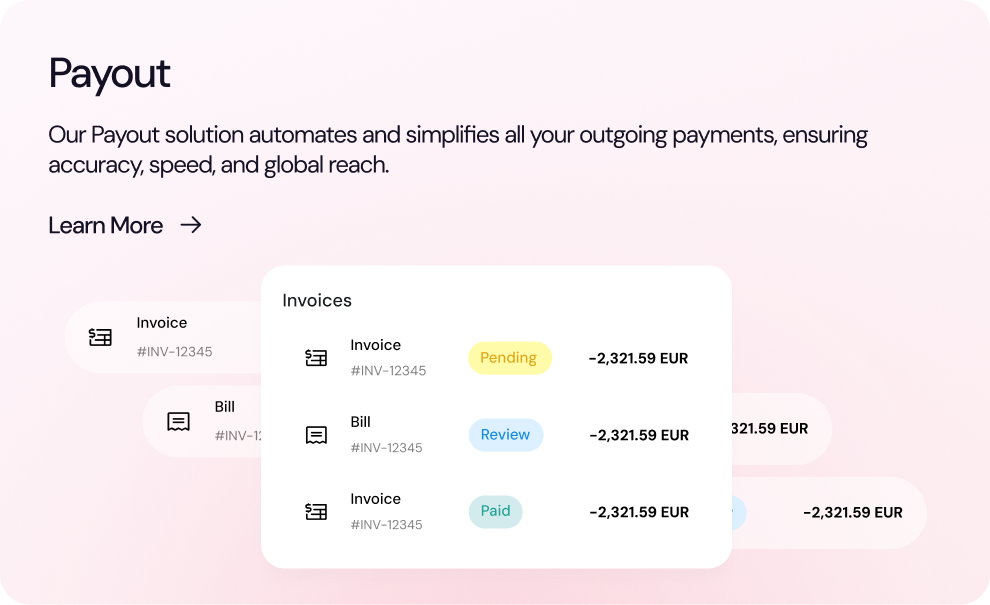 Payout
Our Payout solution automates and simplifies all your outgoing payments, ensuring
accuracy, speed, and global reach.
Learn More
Invoices
Invoice
#INV-12345
Invoice
#INV-12345
Pending
-2,321.59 EUR
Bill
#INV-12
Bill
#INV-12345
Review
-2,321.59 EUR
321.59 EUR
Invoice
#INV-12345
Paid
-2,321.59 EUR
-2,321.59 EUR